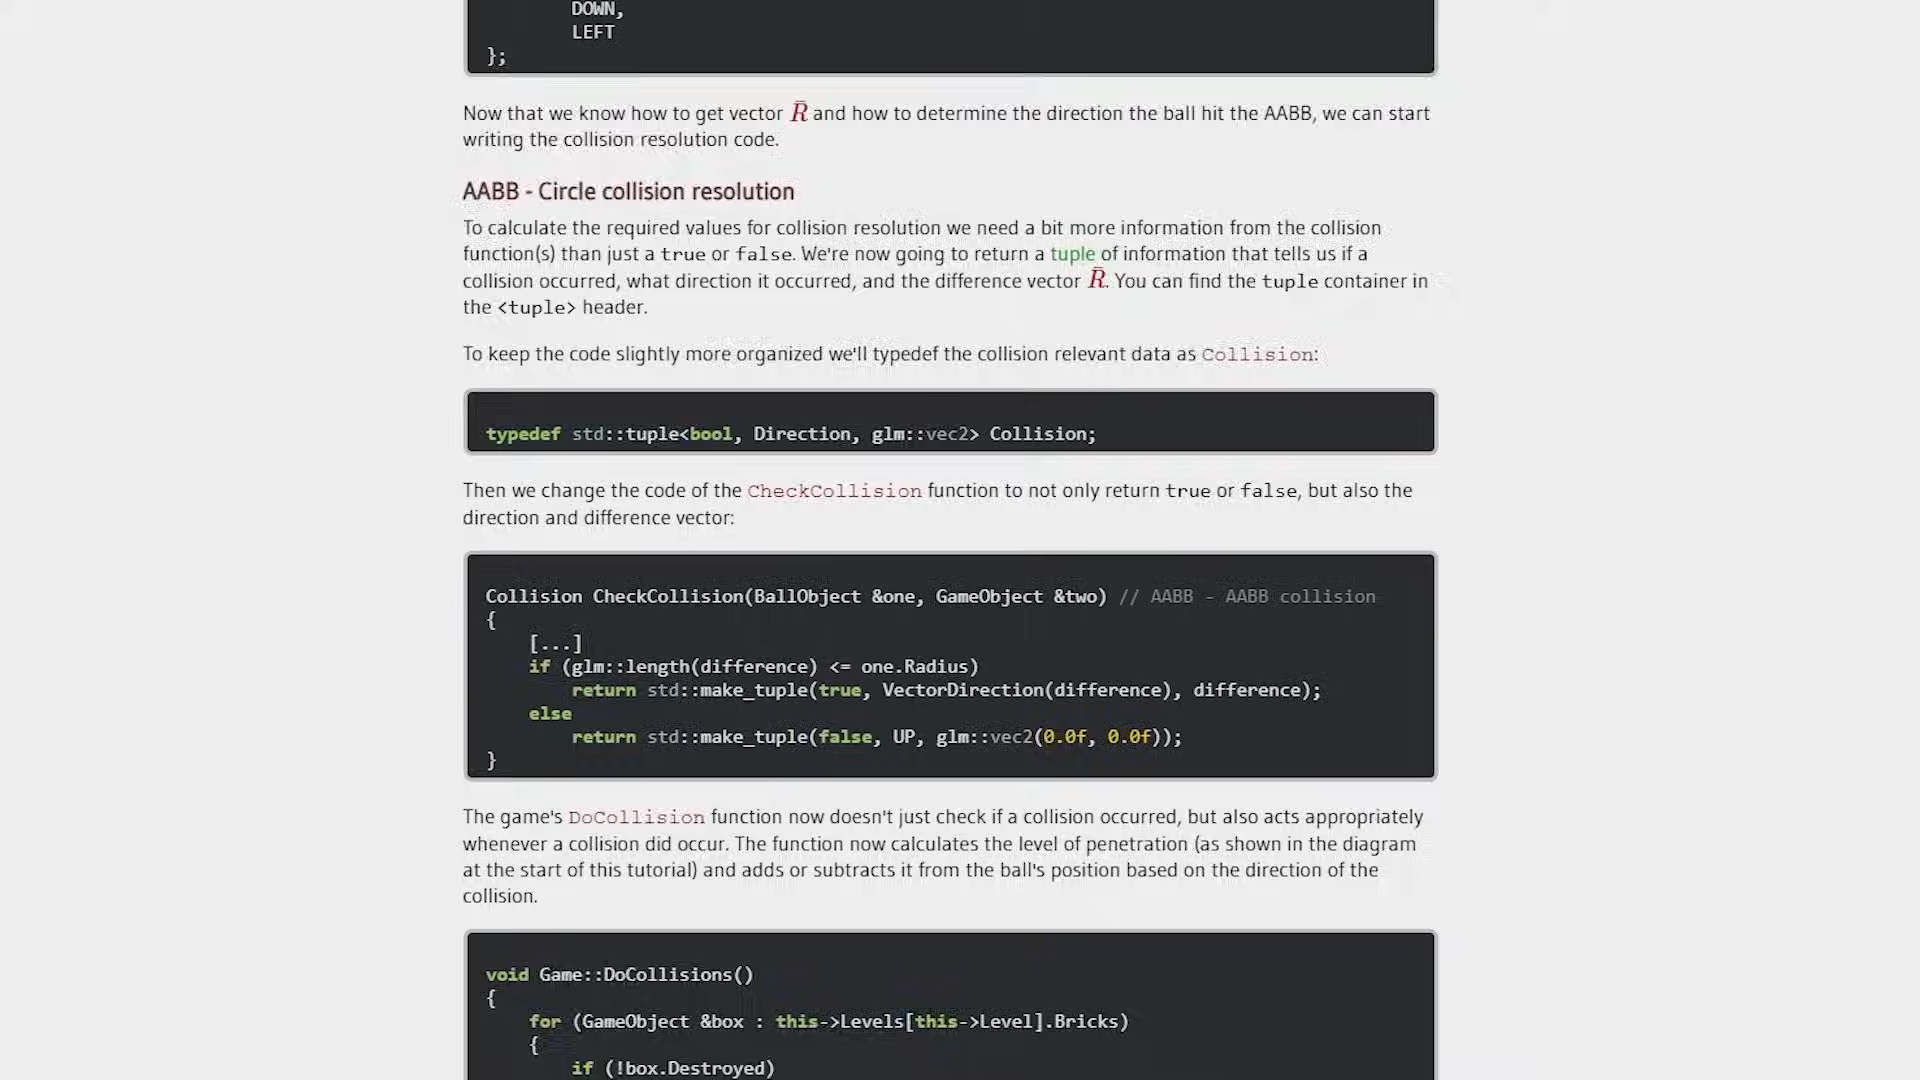 DOWN,
LEFT
};
Now that we know how to get vector R̄ and how to determine the direction the ball hit the AABB, we can start
writing the collision resolution code.
AABB - Circle collision resolution
To calculate the required values for collision resolution we need a bit more information from the collision
function(s) than just a true or false. We're now going to return a tuple of information that tells us if a
collision occurred, what direction it occurred, and the difference vector R̄. You can find the tuple container in
the <tuple> header.
To keep the code slightly more organized we'll typedef the collision relevant data as Collision:
typedef std::tuple<bool, Direction, glm::vec2> Collision;
Then we change the code of the CheckCollision function to not only return true or false, but also the
direction and difference vector:
Collision CheckCollision(BallObject &one, GameObject &two) // AABB - AABB collision
{
[...]
if (glm::length(difference) <= one.Radius)
return std::make_tuple(true, VectorDirection(difference), difference);
else
return std::make_tuple(false, UP, glm::vec2(0.0f, 0.0f));
}
The game's DoCollision function now doesn't just check if a collision occurred, but also acts appropriately
whenever a collision did occur. The function now calculates the level of penetration (as shown in the diagram
at the start of this tutorial) and adds or subtracts it from the ball's position based on the direction of the
collision.
void Game::DoCollisions()
{
for (GameObject &box : this->Levels[this->Level].Bricks)
{
if (!box.Destroyed)